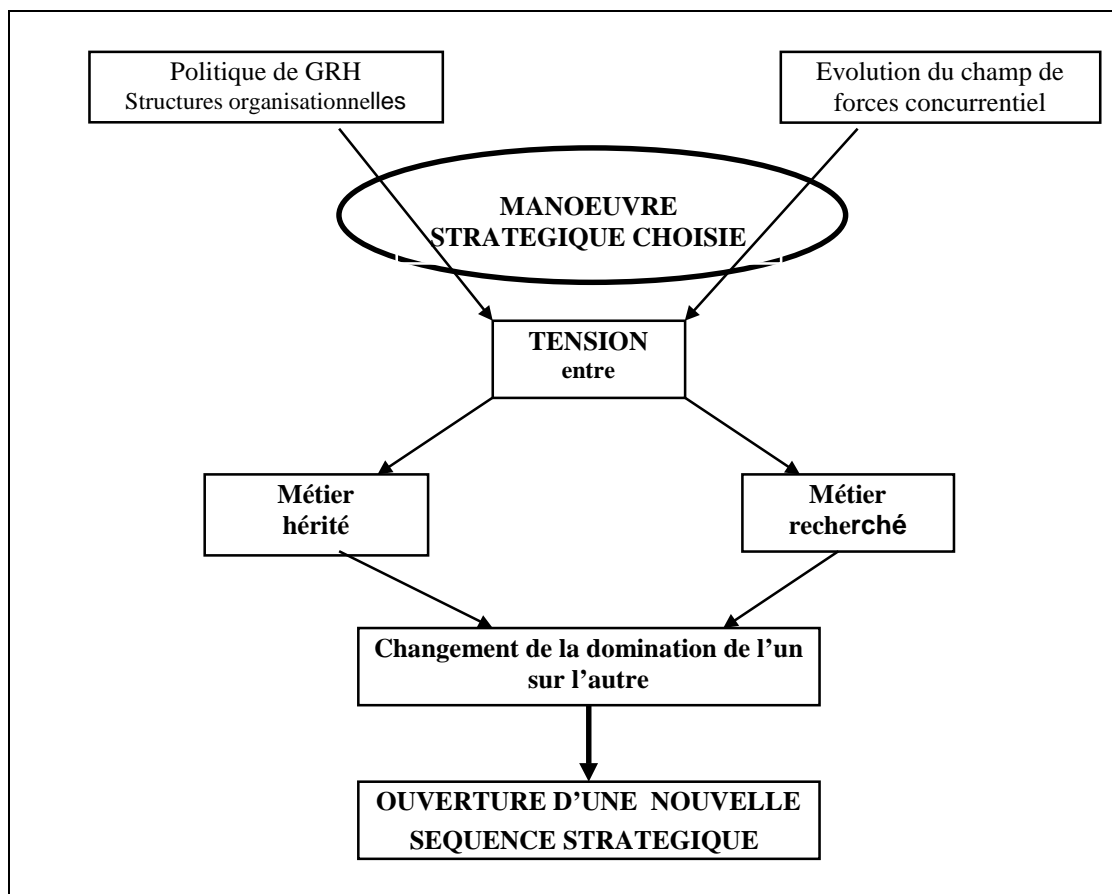 Politique de GRH
Structures organisationnelles
Evolution du champ de
forces concurrentiel
MANOEUVRE
STRATEGIQUE CHOISIE
TENSION
entre
Métier
hérité
Métier
recherché
Changement de la domination de l’un
sur l’autre
OUVERTURE D’UNE NOUVELLE
SEQUENCE STRATEGIQUE